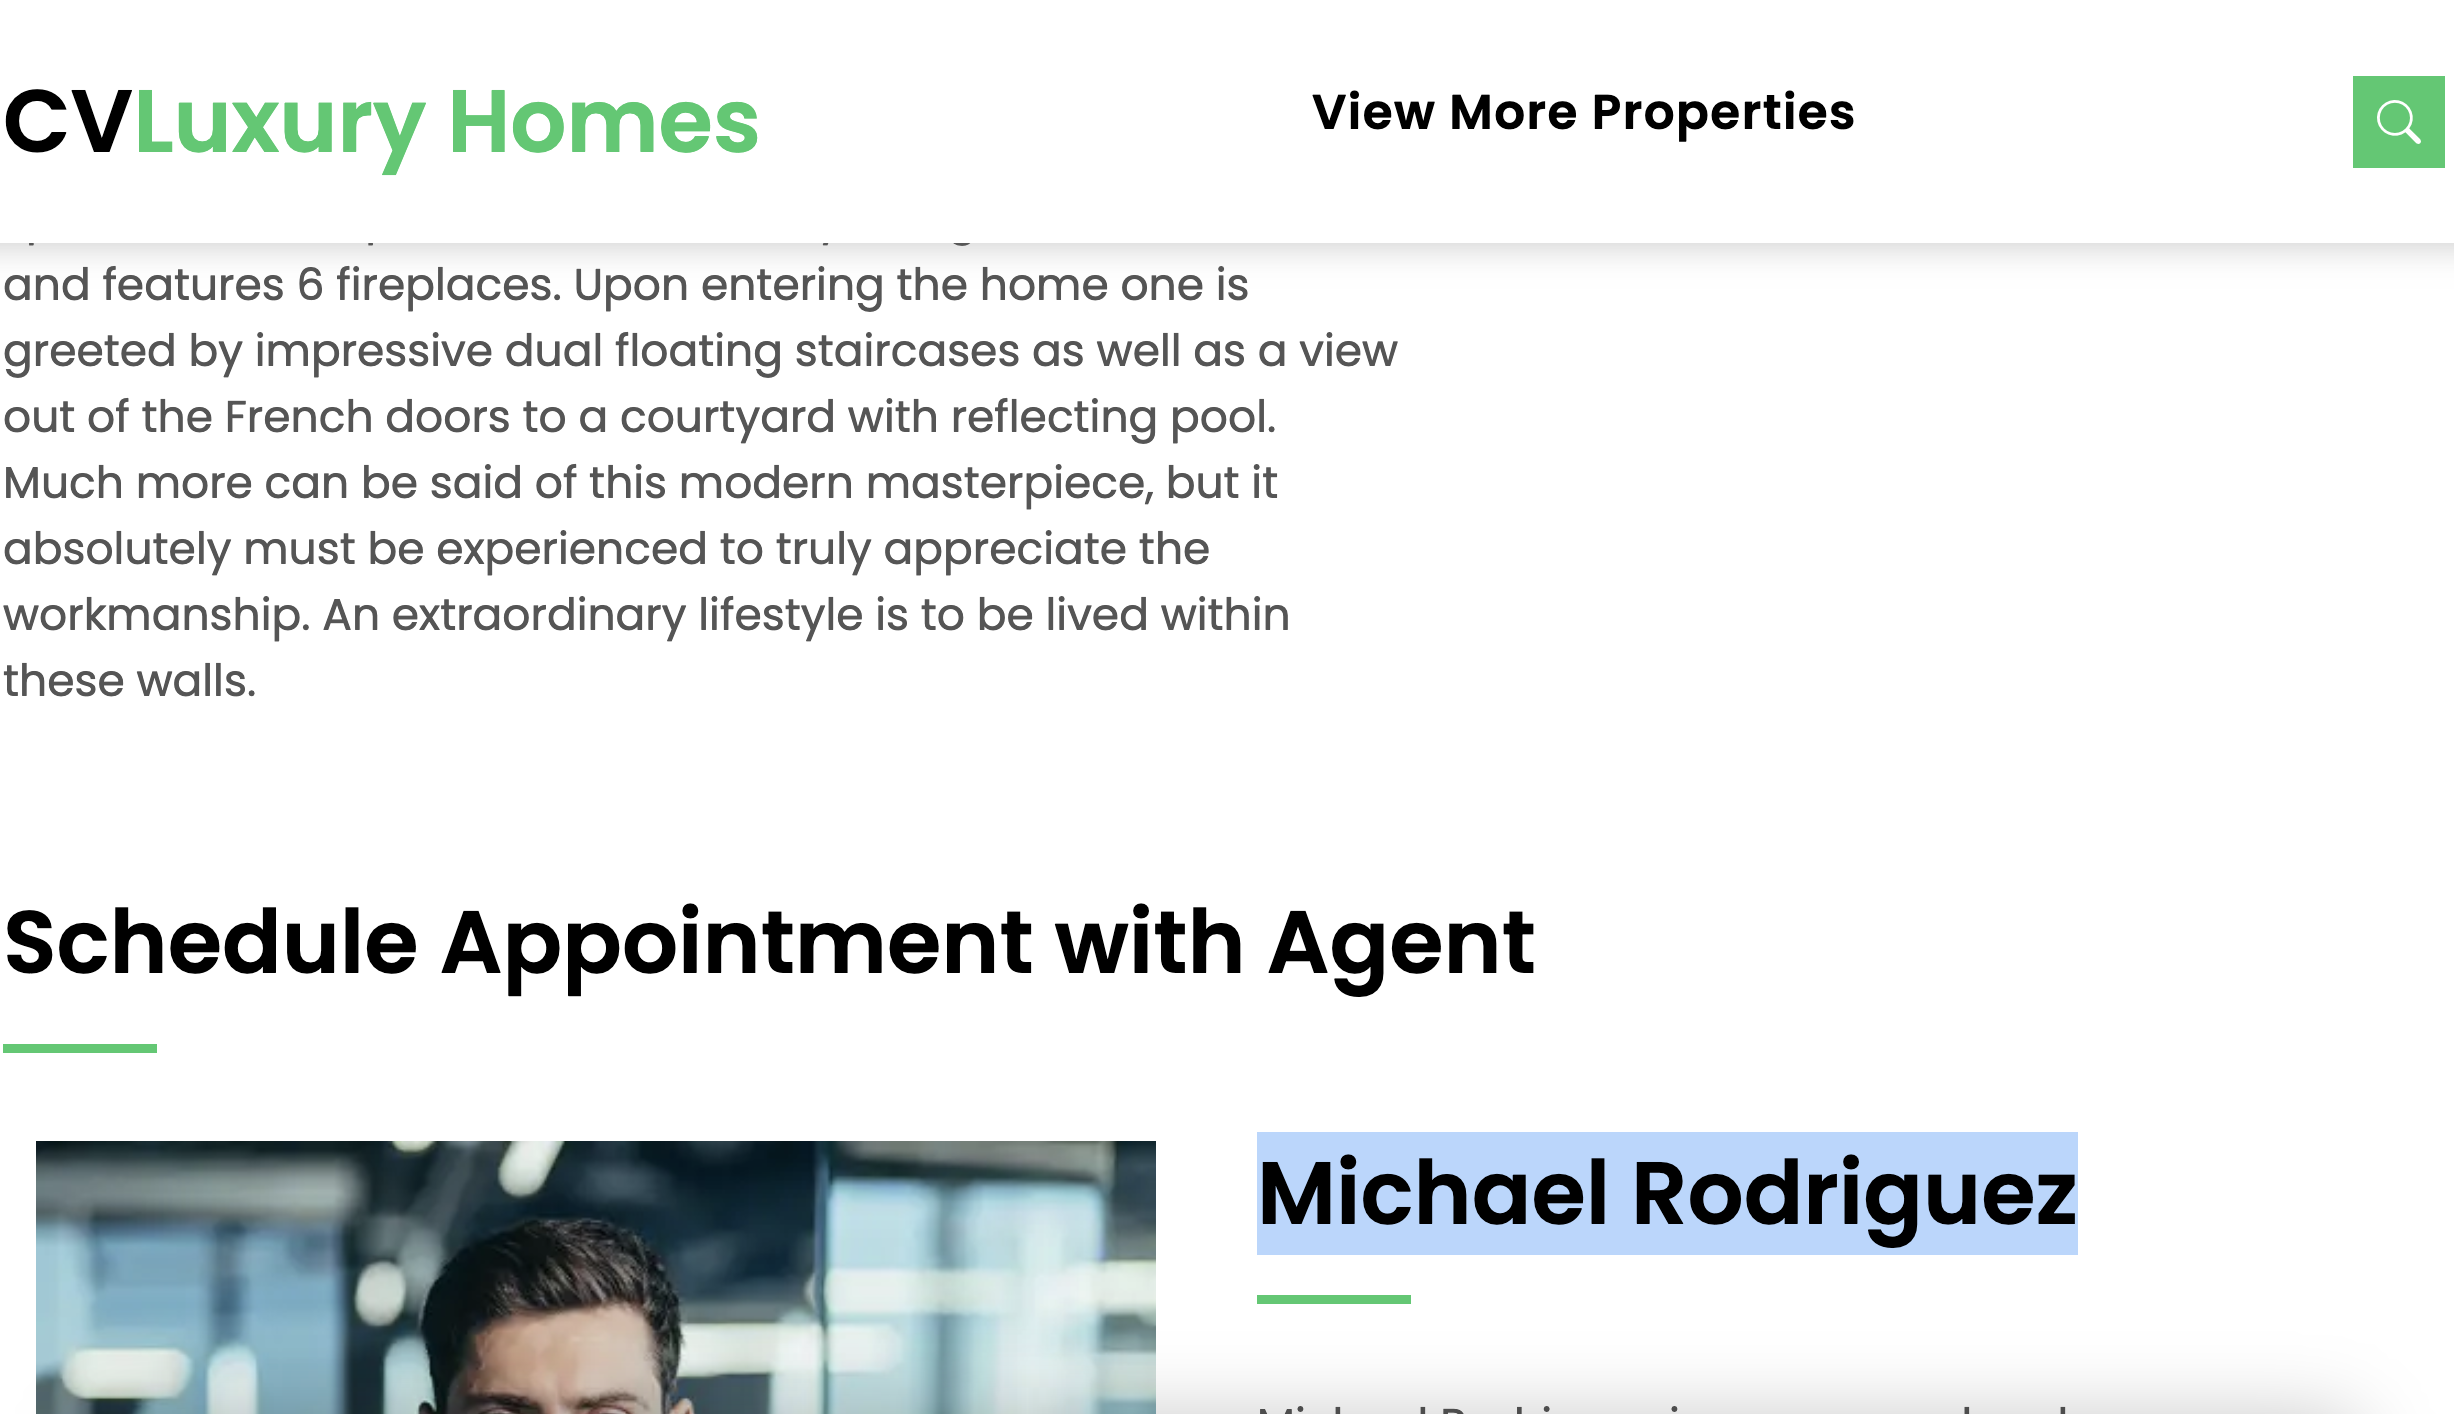 CVLuxury Homes
View More Properties
and features 6 fireplaces. Upon entering the home one is
greeted by impressive dual floating staircases as well as a view
out of the French doors to a courtyard with reflecting pool.
Much more can be said of this modern masterpiece, but it
absolutely must be experienced to truly appreciate the
workmanship. An extraordinary lifestyle is to be lived within
these walls.
Schedule Appointment with Agent
Michael Rodriguez